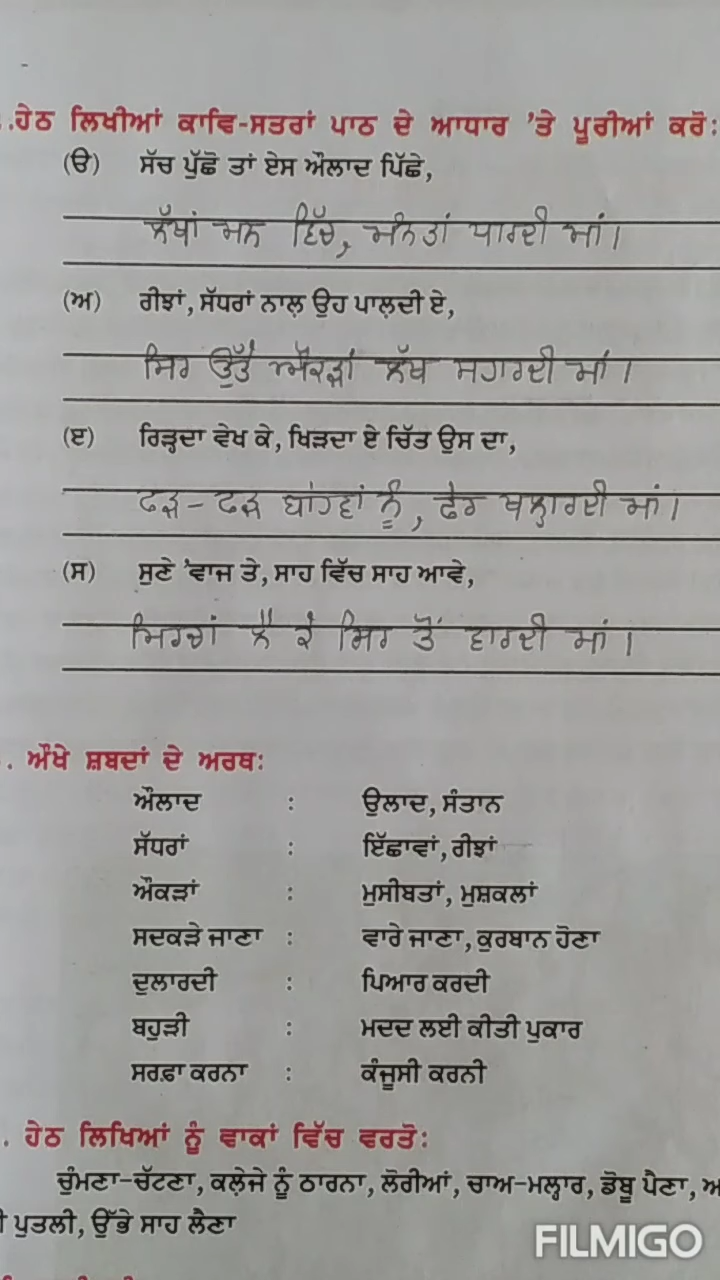 .ਹੇਠ ਲਿਖੀਆਂ ਕਾਵਿ-ਸਤਰਾਂ ਪਾਠ ਦੇ ਆਧਾਰ 'ਤੇ ਪੂਰੀਆਂ ਕਰੋ:
(ੳ) ਸੱਚ ਪੁੱਛੋ ਤਾਂ ਏਸ ਔਲਾਦ ਪਿੱਛੇ,
ਲੱਖਾਂ ਮਨ ਵਿੱਚ, ਮੰਨਤਾਂ ਧਾਰਦੀ ਮਾਂ।
(ਅ) ਰੀਝਾਂ, ਸੱਧਰਾਂ ਨਾਲ਼ ਉਹ ਪਾਲ਼ਦੀ ਏ,
ਸਿਰ ਉੱਤੇ ਔਕੜਾਂ ਲੱਖ ਸਹਾਰਦੀ ਮਾਂ।
(ੲ) ਰਿੜ੍ਹਦਾ ਵੇਖ ਕੇ, ਖਿੜਦਾ ਏ ਚਿੱਤ ਉਸ ਦਾ,
ਫੜ-ਫੜ ਬਾਂਹਵਾਂ ਨੂੰ, ਫੇਰ ਖਲ੍ਹਾਰਦੀ ਮਾਂ।
(ਸ) ਸੁਣੇ 'ਵਾਜ ਤੇ, ਸਾਹ ਵਿੱਚ ਸਾਹ ਆਵੇ,
ਮਿਰਚਾਂ ਲੈ ਕੇ ਸਿਰ ਤੋਂ ਵਾਰਦੀ ਮਾਂ।
. ਔਖੇ ਸ਼ਬਦਾਂ ਦੇ ਅਰਥ:
ਔਲਾਦ : ਉਲਾਦ, ਸੰਤਾਨ
ਸੱਧਰਾਂ : ਇੱਛਾਵਾਂ, ਰੀਝਾਂ
ਔਕੜਾਂ : ਮੁਸੀਬਤਾਂ, ਮੁਸ਼ਕਲਾਂ
ਸਦਕੜੇ ਜਾਣਾ : ਵਾਰੇ ਜਾਣਾ, ਕੁਰਬਾਨ ਹੋਣਾ
ਦੁਲਾਰਦੀ : ਪਿਆਰ ਕਰਦੀ
ਬਹੁੜੀ : ਮਦਦ ਲਈ ਕੀਤੀ ਪੁਕਾਰ
ਸਰਫ਼ਾ ਕਰਨਾ : ਕੰਜੂਸੀ ਕਰਨੀ
. ਹੇਠ ਲਿਖਿਆਂ ਨੂੰ ਵਾਕਾਂ ਵਿੱਚ ਵਰਤੋ:
ਚੁੰਮਣਾ-ਚੱਟਣਾ, ਕਲ਼ੇਜੇ ਨੂੰ ਠਾਰਨਾ, ਲੋਰੀਆਂ, ਚਾਅ-ਮਲ੍ਹਾਰ, ਡੋਬੂ ਪੈਣਾ,
ਪੁਤਲੀ, ਉੱਭੇ ਸਾਹ ਲੈਣਾ
FILMIGO